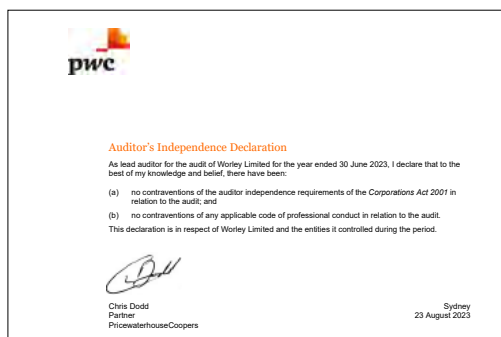 pwc
Auditor's Independence Declaration
As lead auditor for the audit of Worley Limited for the year ended 30 June 2023, I declare that to the
best of my knowledge and belief, there have been:
(a) no contraventions of the auditor independence requirements of the Corporations Act 2001 in
relation to the audit; and
(b) no contraventions of any applicable code of professional conduct in relation to the audit.
This declaration is in respect of Worley Limited and the entities it controlled during the period.
CDodd
Chris Dodd Sydney
Partner 23 August 2023
PricewaterhouseCoopers